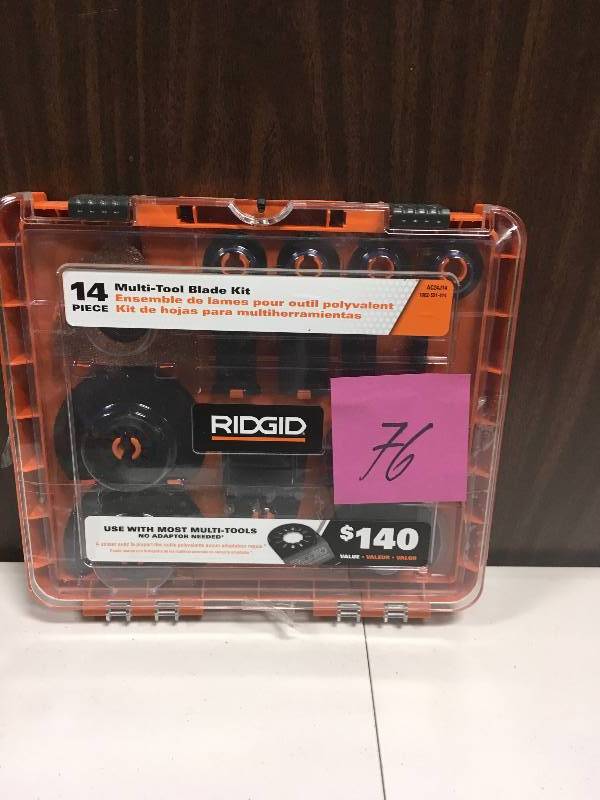 14 PIECE
Multi-Tool Blade Kit
Ensemble de lames pour outil polyvalent
Kit de hojas para multiherramientas
RIDGID
76
USE WITH MOST MULTI-TOOLS
NO ADAPTOR NEEDED*
$140
VALUE • VALEUR • VALOR